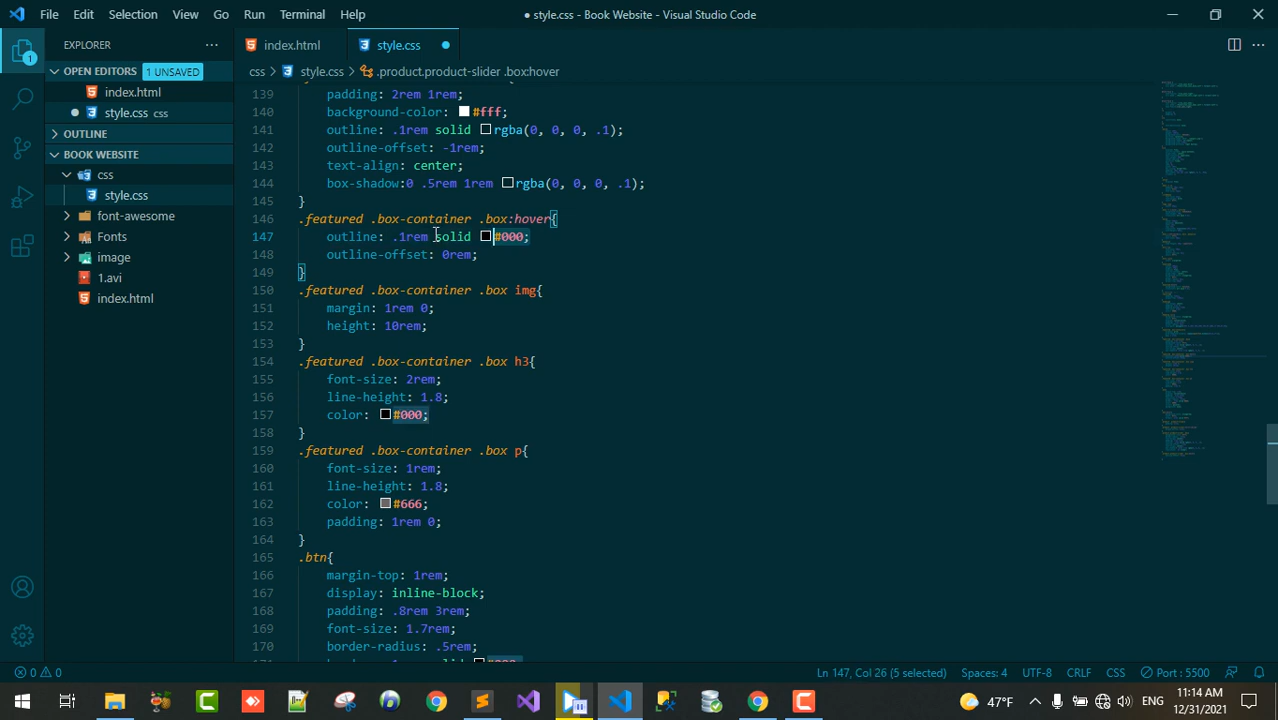 File Edit Selection View Go Run Terminal Help
● style.css - Book Website - Visual Studio Code
EXPLORER ···
index.html
style.css
OPEN EDITORS 1 UNSAVED
css > style.css > .product.product-slider .box:hover
index.html
style.css css
OUTLINE
BOOK WEBSITE
css
style.css
font-awesome
Fonts
image
1.avi
index.html
139 padding: 2rem 1rem;
140 background-color: #fff;
141 outline: .1rem solid rgba(0, 0, 0, .1);
142 outline-offset: -1rem;
143 text-align: center;
144 box-shadow:0 .5rem 1rem rgba(0, 0, 0, .1);
145 }
146 .featured .box-container .box:hover{
147 outline: .1rem solid #000;
148 outline-offset: 0rem;
149 }
150 .featured .box-container .box img{
151 margin: 1rem 0;
152 height: 10rem;
153 }
154 .featured .box-container .box h3{
155 font-size: 2rem;
156 line-height: 1.8;
157 color: #000;
158 }
159 .featured .box-container .box p{
160 font-size: 1rem;
161 line-height: 1.8;
162 color: #666;
163 padding: 1rem 0;
164 }
165 .btn{
166 margin-top: 1rem;
167 display: inline-block;
168 padding: .8rem 3rem;
169 font-size: 1.7rem;
170 border-radius: .5rem;
0 0 Ln 147, Col 26 (5 selected) Spaces: 4 UTF-8 CRLF CSS Port : 5500
47°F ENG 11:14 AM
12/31/2021